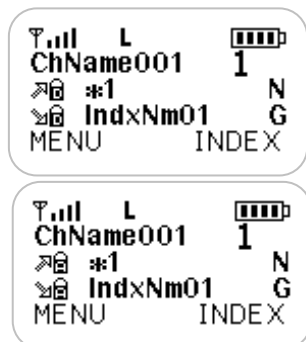 L
ChName001 1
*1 N
IndxNm01 G
MENU INDEX
L
ChName001 1
*1 N
IndxNm01 G
MENU INDEX